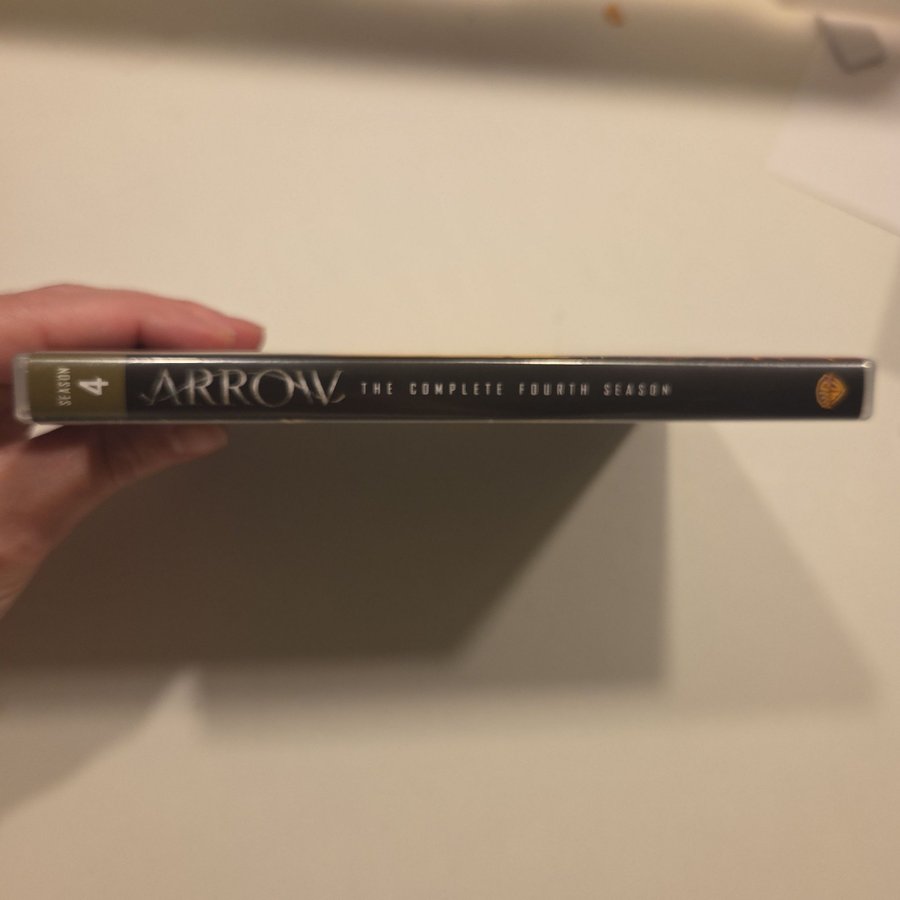 SEASON
4
ARROW
THE COMPLETE FOURTH SEASON